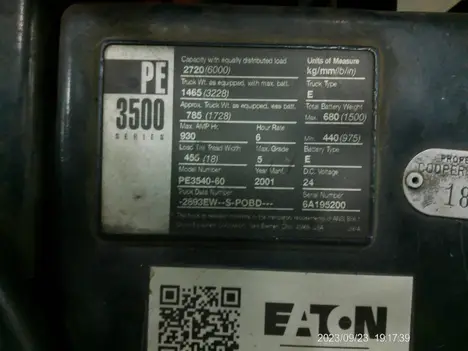 PE
3500
SERIES
Capacity with equally distributed load
2720 (6000)
Units of Measure
kg/mm (lb/in)
Truck Wt. as equipped, with max. batt.
1465 (3228)
Truck Type
E
Approx. Truck Wt. as equipped, less batt.
785 (1728)
Total Battery Weight
Max. 680 (1500)
Max. AMP Hr.
930
Hour Rate
6
Min. 440 (975)
Load Tread Width
455 (18)
Max.
5
Battery Type
E
Model Number
PE3540-60
Year Manf.
2001
D.C. Voltage
24
Truck Data Number
-2893EW--S-POBD---
Serial Number
6A195200
EATON
18
2023/09/23 19:17:39